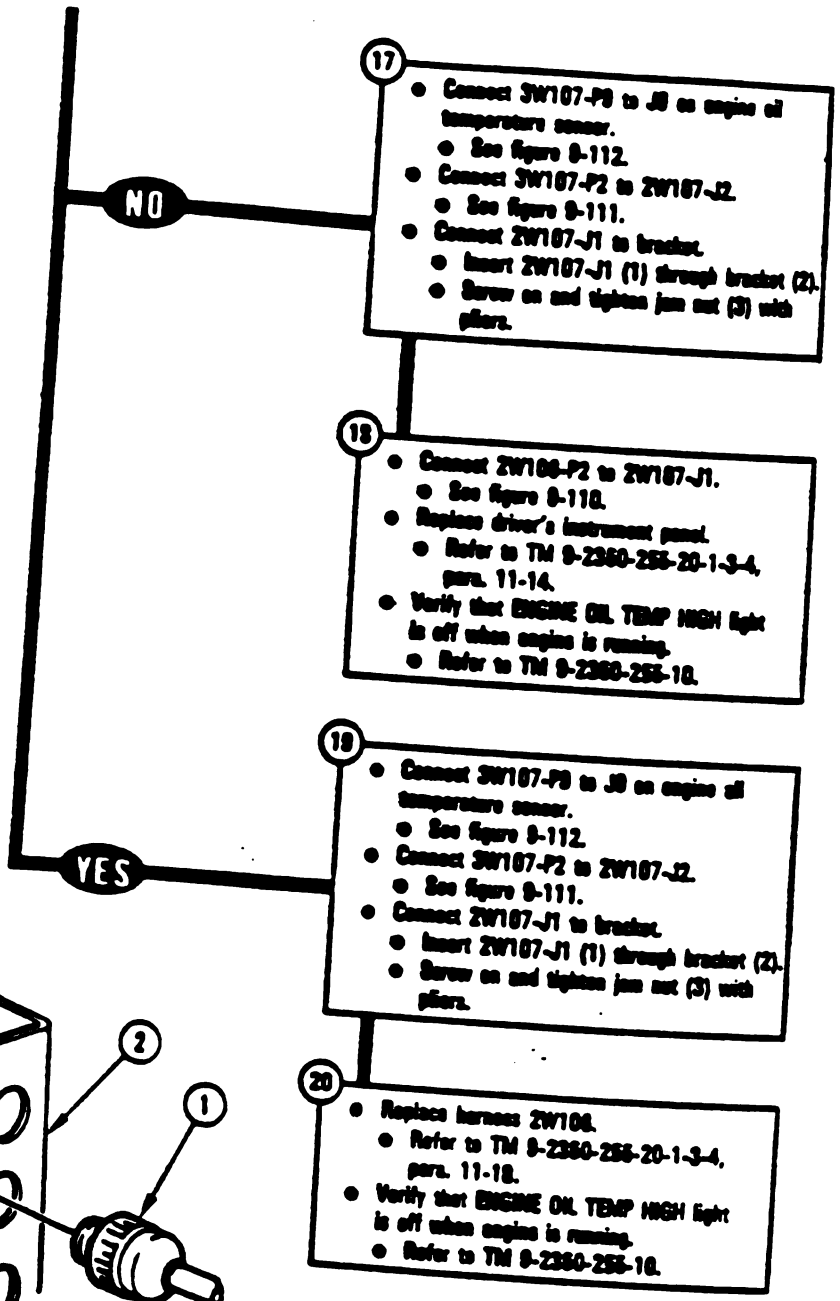 17
● Connect 3W107-P9 to J9 on engine oil
temperature sensor.
● See figure 9-112.
● Connect 3W107-P2 to 2W107-J2.
● See figure 9-111.
● Connect 2W107-J1 to bracket.
● Insert 2W107-J1 (1) through bracket (2).
● Screw on and tighten jam nut (3) with
pliers.
NO
18
● Connect 2W106-P2 to 2W107-J1.
● See figure 9-110.
● Replace driver's instrument panel.
● Refer to TM 9-2350-255-20-1-3-4,
para. 11-14.
● Verify that ENGINE OIL TEMP HIGH light
is off when engine is running.
● Refer to TM 9-2350-255-10.
19
● Connect 3W107-P9 to J9 on engine oil
temperature sensor.
● See figure 9-112.
● Connect 3W107-P2 to 2W107-J2.
● See figure 9-111.
● Connect 2W107-J1 to bracket.
● Insert 2W107-J1 (1) through bracket (2).
● Screw on and tighten jam nut (3) with
pliers.
YES
20
● Replace harness 2W106.
● Refer to TM 9-2350-255-20-1-3-4,
para. 11-18.
● Verify that ENGINE OIL TEMP HIGH light
is off when engine is running.
● Refer to TM 9-2350-255-10.
2
1